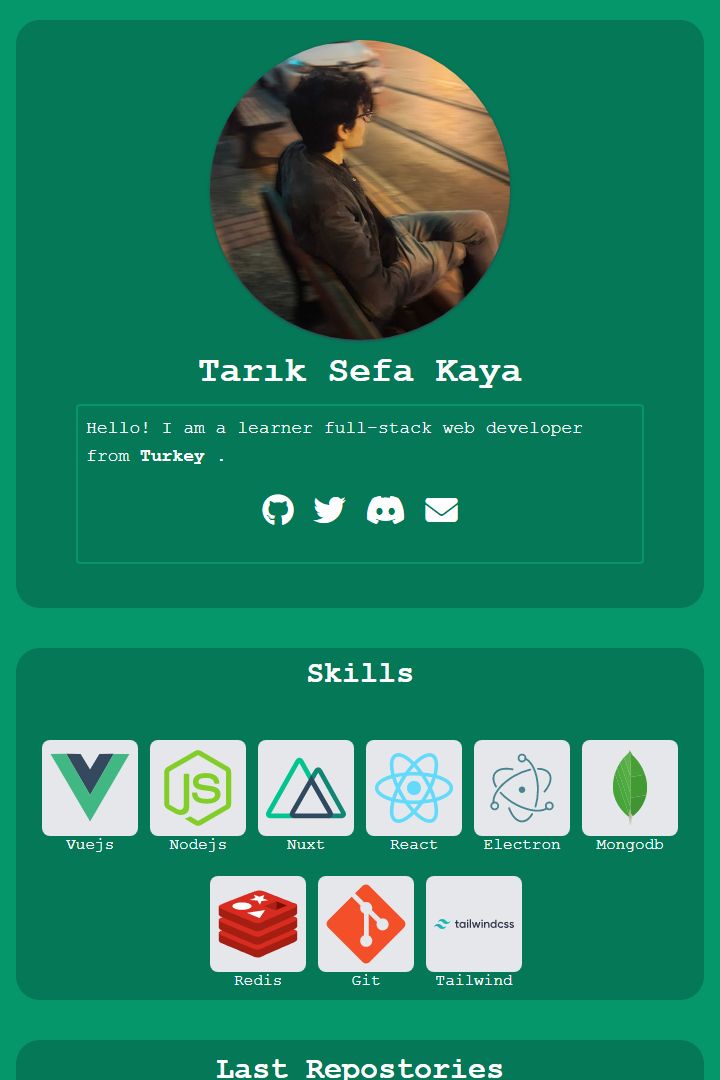 Tarık Sefa Kaya
Hello! I am a learner full-stack web developer
from Turkey .
Skills
JS
Vuejs
Nodejs
Nuxt
React
Electron
Mongodb
tailwindcss
Redis
Git
Tailwind
Last Repostories